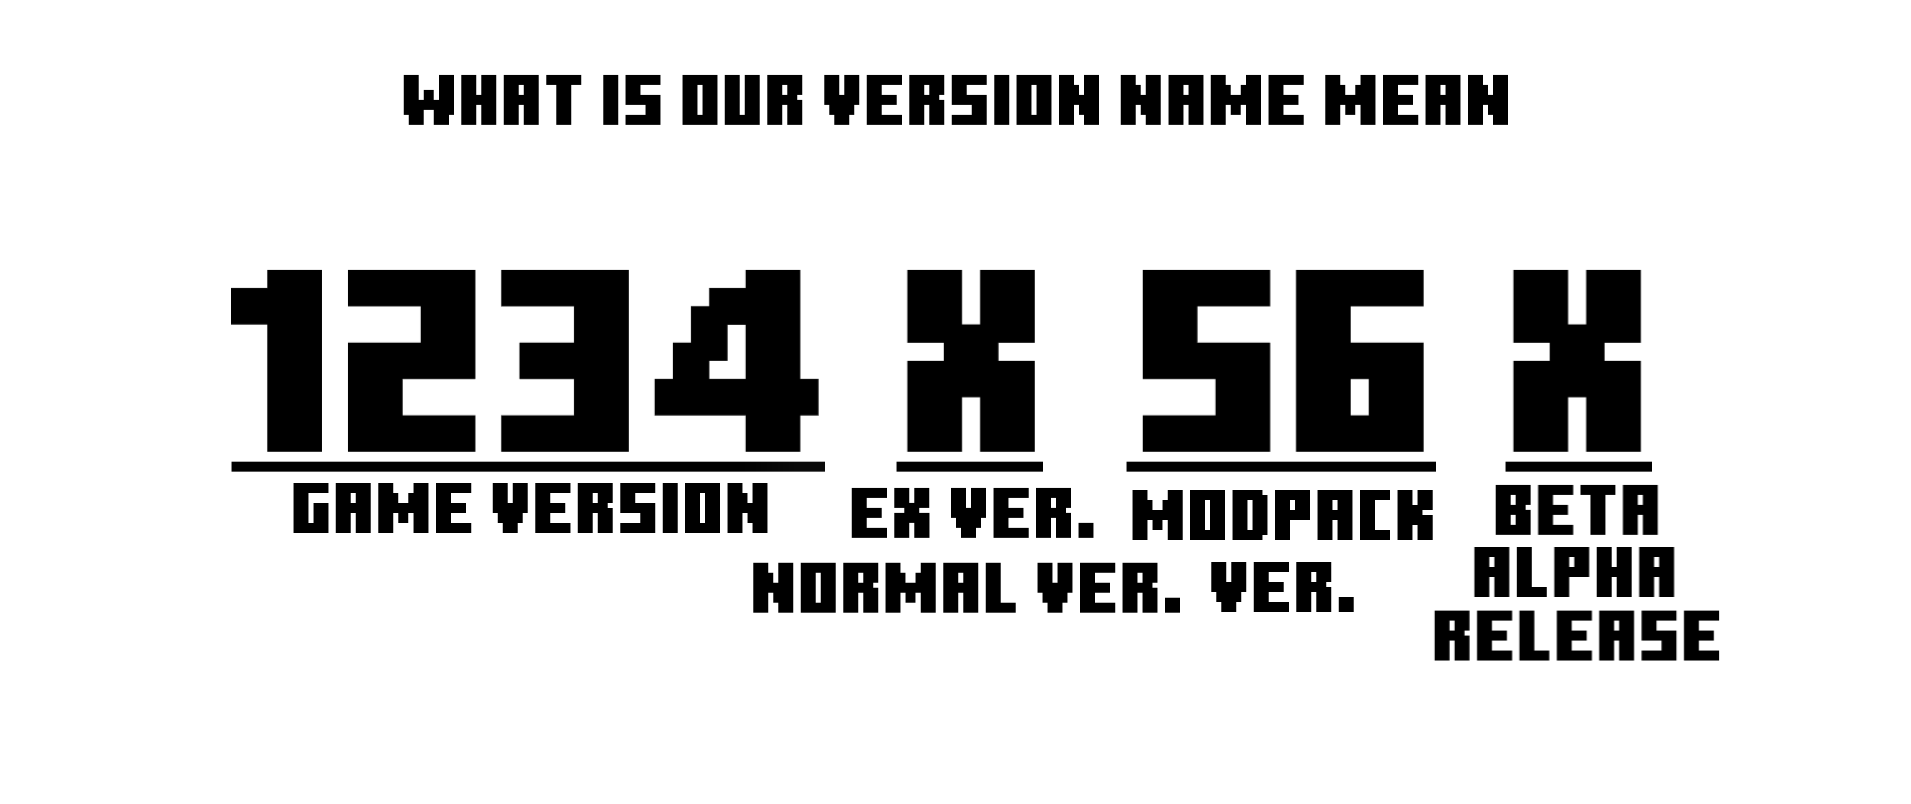 WHAT IS OUR VERSION NAME MEAN
1234 X 56 X
GAME VERSION
EX VER.
NORMAL VER.
MODPACK
VER.
BETA
ALPHA
RELEASE